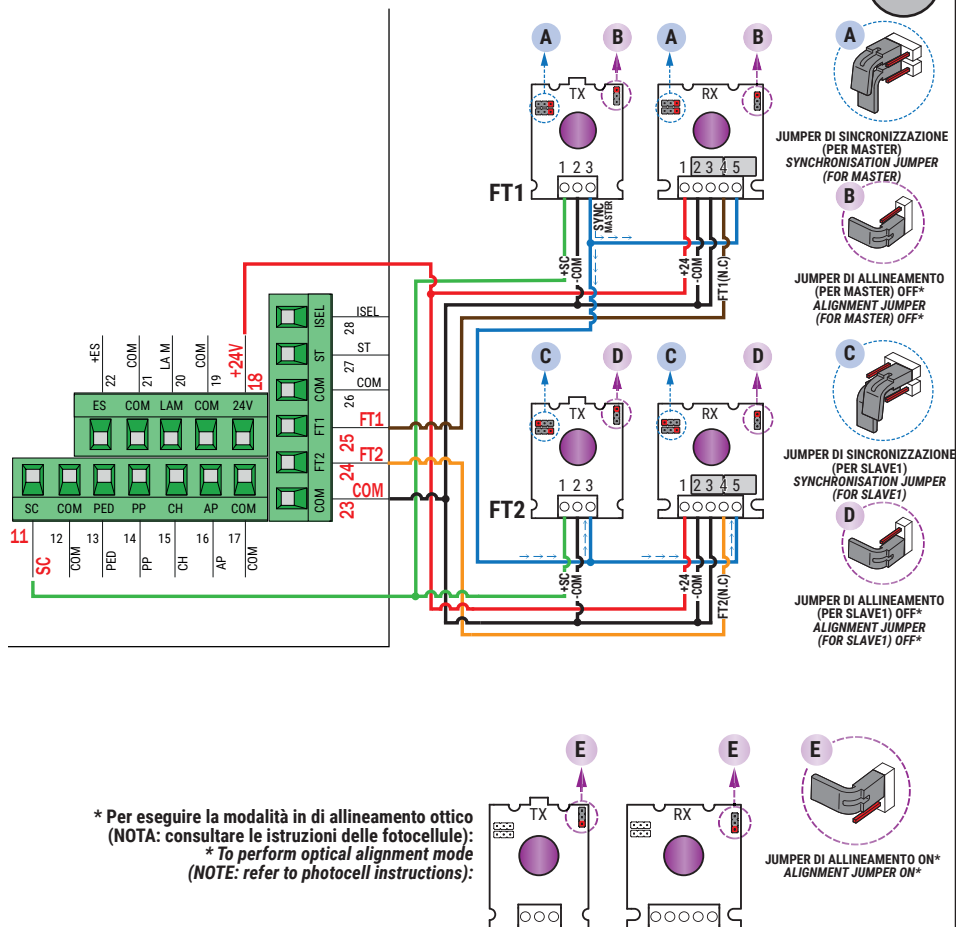 A B A B
TX RX
1 2 3 1 2 3 4 5
FT1
SYNC
MASTER
+SC
-COM
+24
-COM
FT1(N.C)
A
JUMPER DI SINCRONIZZAZIONE
(PER MASTER)
SYNCHRONISATION JUMPER
(FOR MASTER)
B
JUMPER DI ALLINEAMENTO
(PER MASTER) OFF*
ALIGNMENT JUMPER
(FOR MASTER) OFF*
C
JUMPER DI SINCRONIZZAZIONE
(PER SLAVE1)
SYNCHRONISATION JUMPER
(FOR SLAVE1)
D
JUMPER DI ALLINEAMENTO
(PER SLAVE1) OFF*
ALIGNMENT JUMPER
(FOR SLAVE1) OFF*
C D C D
TX RX
1 2 3 1 2 3 4 5
FT2
+SC
-COM
+24
-COM
FT2(N.C)
ISEL ISEL
28
ST ST
27
COM COM
26
FT1 FT1
25
FT2 FT2
24
COM COM
23
+ES COM LA M COM +24V
22 21 20 19 18
ES COM LAM COM 24V
SC COM PED PP CH AP COM
11 12 13 14 15 16 17
SC COM PED PP CH AP COM
E E E
TX RX
* Per eseguire la modalità in di allineamento ottico
(NOTA: consultare le istruzioni delle fotocellule):
* To perform optical alignment mode
(NOTE: refer to photocell instructions):
JUMPER DI ALLINEAMENTO ON*
ALIGNMENT JUMPER ON*